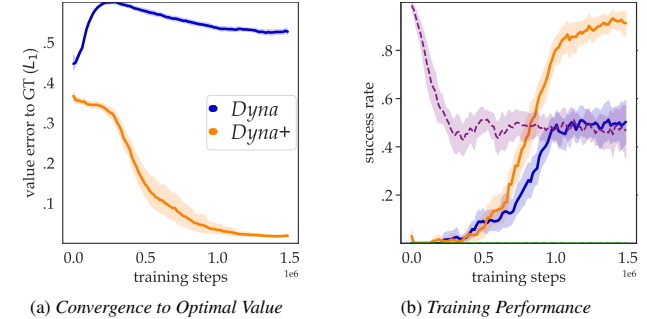 .5
.4
.3
.2
.1
value error to GT (L1)
Dyna
Dyna+
0.0 0.5 1.0 1.5
1e6
training steps
(a) Convergence to Optimal Value
.8
.6
.4
.2
success rate
0.0 0.5 1.0 1.5
1e6
training steps
(b) Training Performance